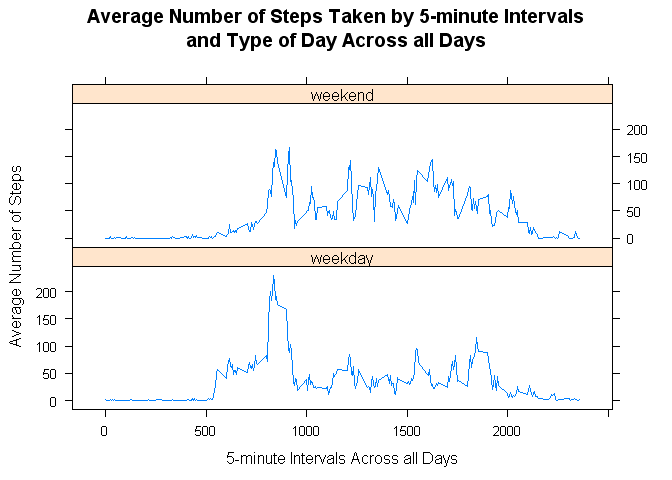 Average Number of Steps Taken by 5-minute Intervals
and Type of Day Across all Days
weekend
200
150
100
50
0
weekday
200
150
100
50
0
Average Number of Steps
0 500 1000 1500 2000
5-minute Intervals Across all Days